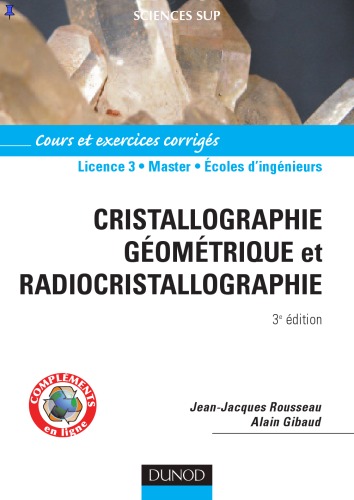 SCIENCES SUP
Cours et exercices corrigés
Licence 3 • Master • Écoles d'ingénieurs
CRISTALLOGRAPHIE
GÉOMÉTRIQUE et
RADIOCRISTALLOGRAPHIE
3e édition
COMPLÉMENTS
en ligne
Jean-Jacques Rousseau
Alain Gibaud
DUNOD